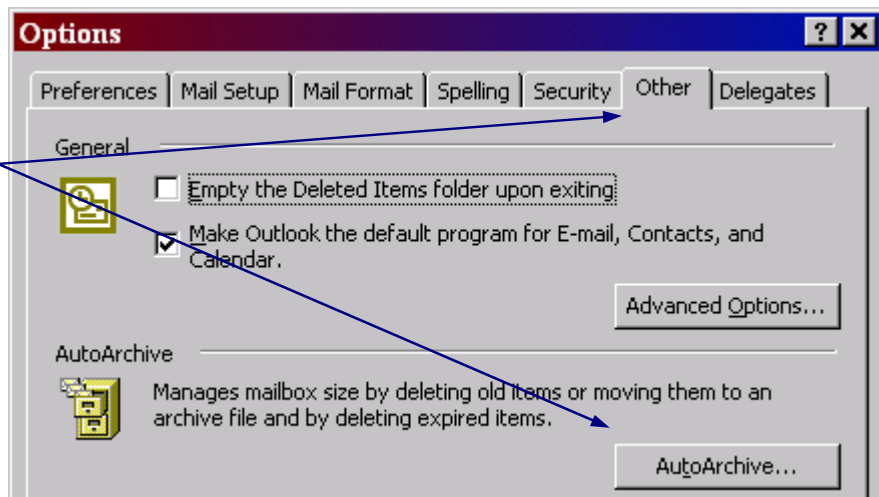 Options
Preferences Mail Setup Mail Format Spelling Security Other Delegates
General
Empty the Deleted Items folder upon exiting
Make Outlook the default program for E-mail, Contacts, and
Calendar.
Advanced Options...
AutoArchive
Manages mailbox size by deleting old items or moving them to an
archive file and by deleting expired items.
AutoArchive...